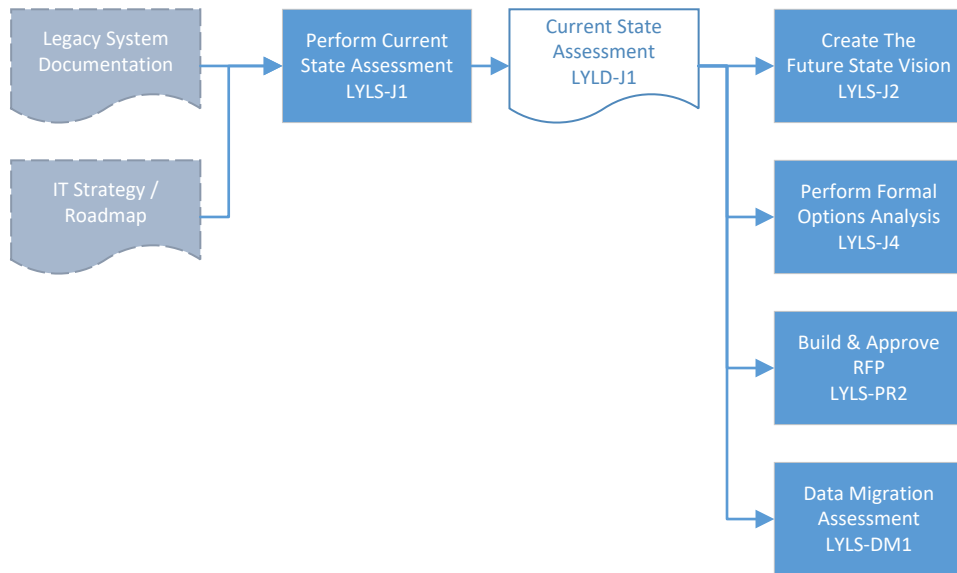 Legacy System
Documentation
Perform Current
State Assessment
LYLS-J1
Current State
Assessment
LYLD-J1
Create The
Future State Vision
LYLS-J2
IT Strategy /
Roadmap
Perform Formal
Options Analysis
LYLS-J4
Build & Approve
RFP
LYLS-PR2
Data Migration
Assessment
LYLS-DM1